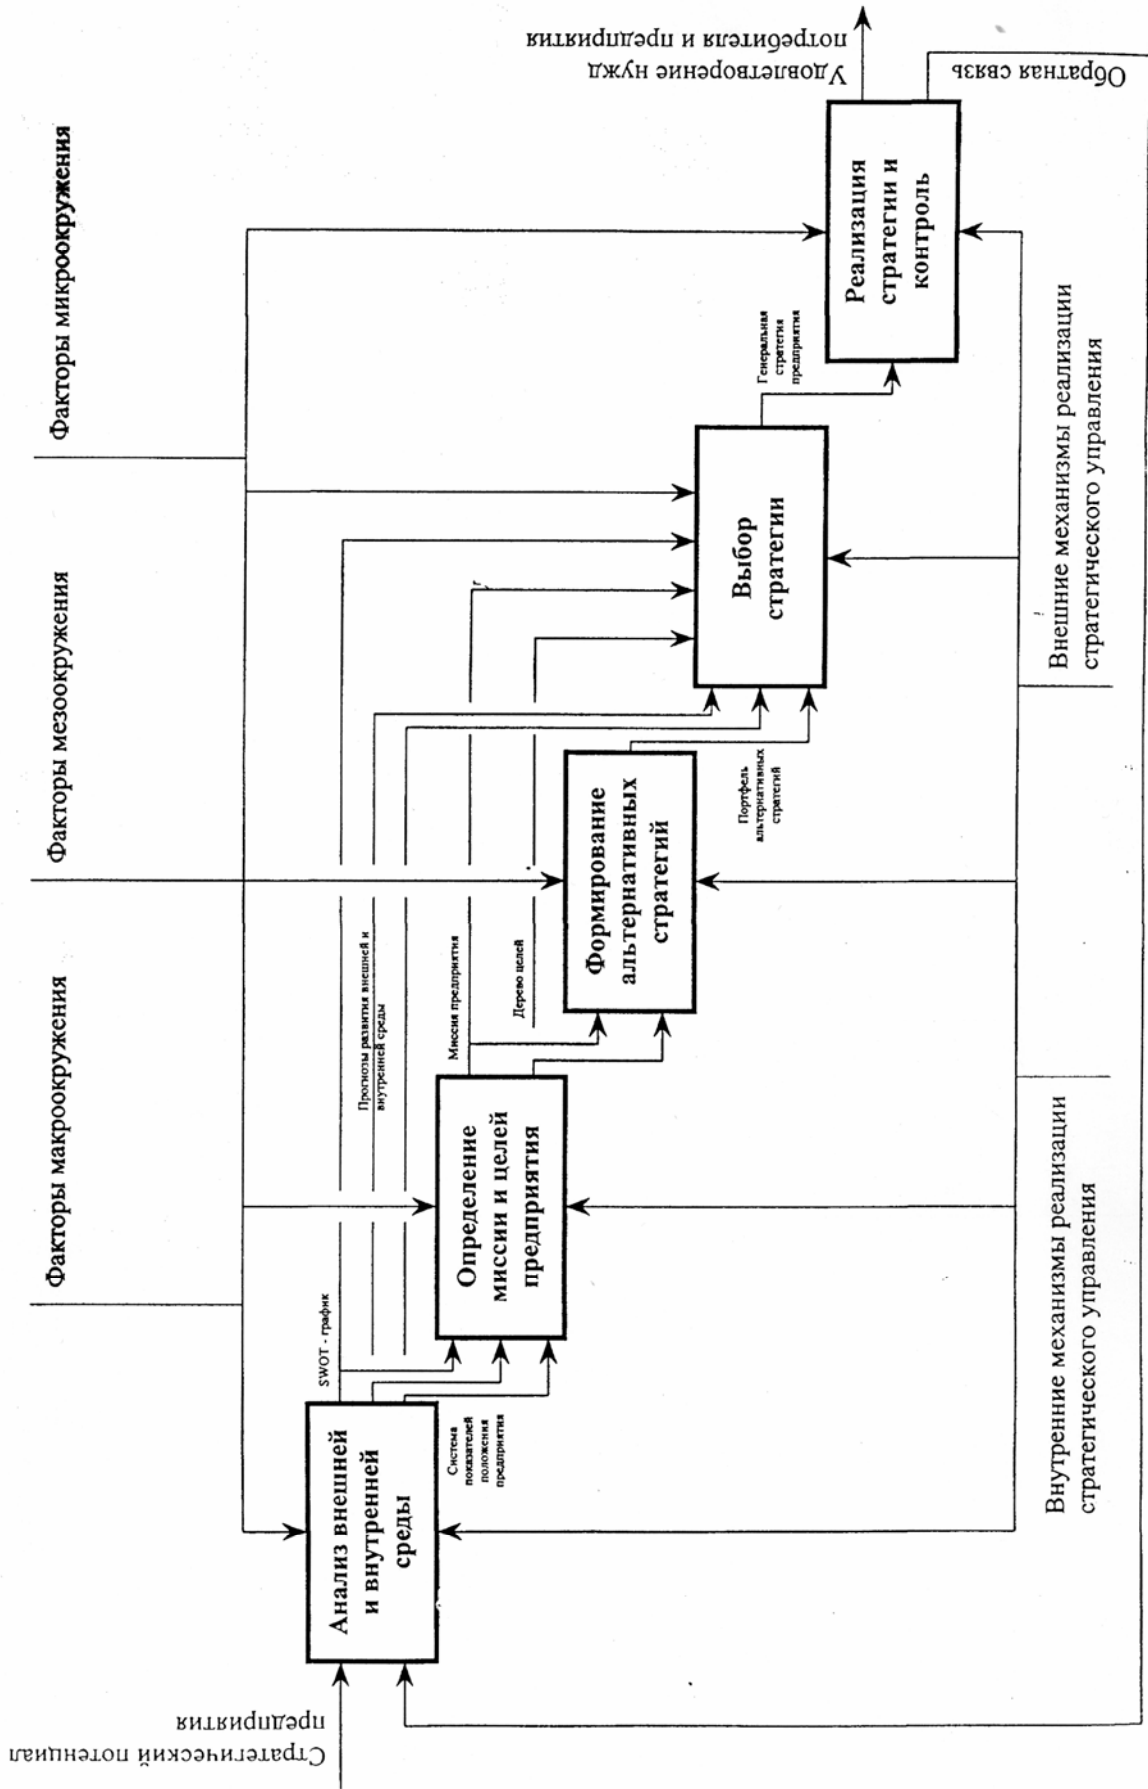 Факторы макроокружения
Факторы мезоокружения
Факторы микроокружения
Стратегический потенциал
предприятия
Анализ внешней
и внутренней
среды
SWOT - график
Прогнозы развития внешней и
внутренней среды
Система
показателей
положения
предприятия
Определение
миссии и целей
предприятия
Миссия предприятия
Дерево целей
Формирование
альтернативных
стратегий
Портфель
альтернативных
стратегий
Выбор
стратегии
Генеральная
стратегия
предприятия
Реализация
стратегии и
контроль
Удовлетворение нужд
потребителя и предприятия
Обратная связь
Внутренние механизмы реализации
стратегического управления
Внешние механизмы реализации
стратегического управления